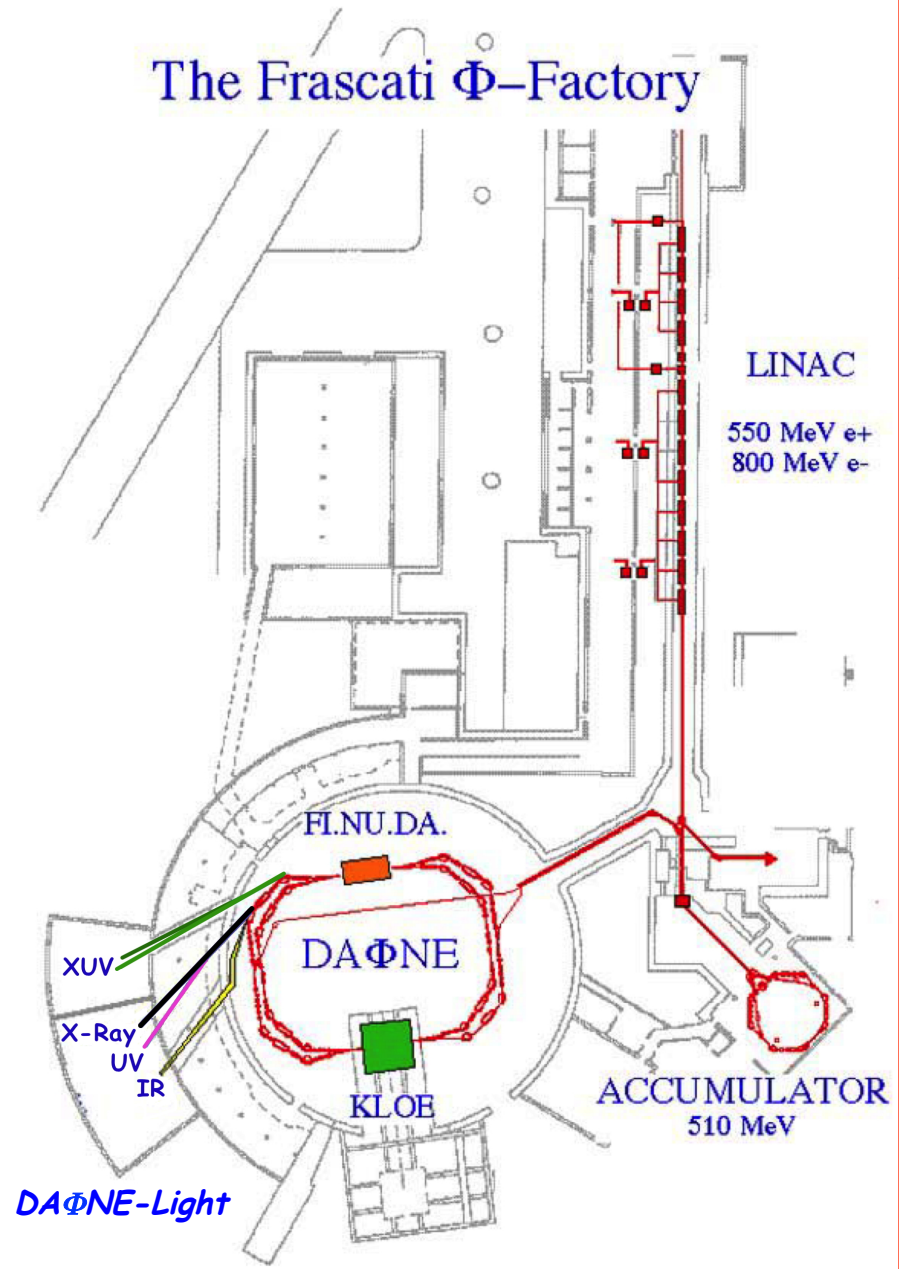 The Frascati Φ–Factory
LINAC
550 MeV e+
800 MeV e-
FI.NU.DA.
DAΦNE
XUV
X-Ray
UV
IR
KLOE
ACCUMULATOR
510 MeV
DAΦNE-Light